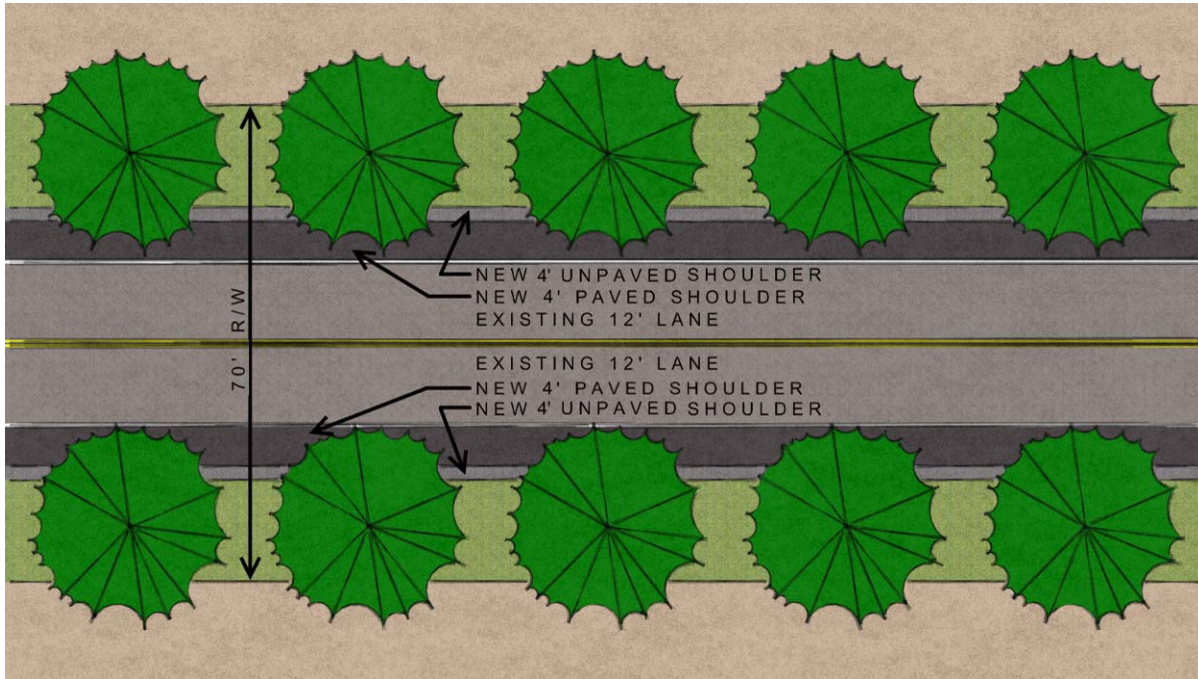 NEW 4' UNPAVED SHOULDER
NEW 4' PAVED SHOULDER
EXISTING 12' LANE
70' R/W
EXISTING 12' LANE
NEW 4' PAVED SHOULDER
NEW 4' UNPAVED SHOULDER